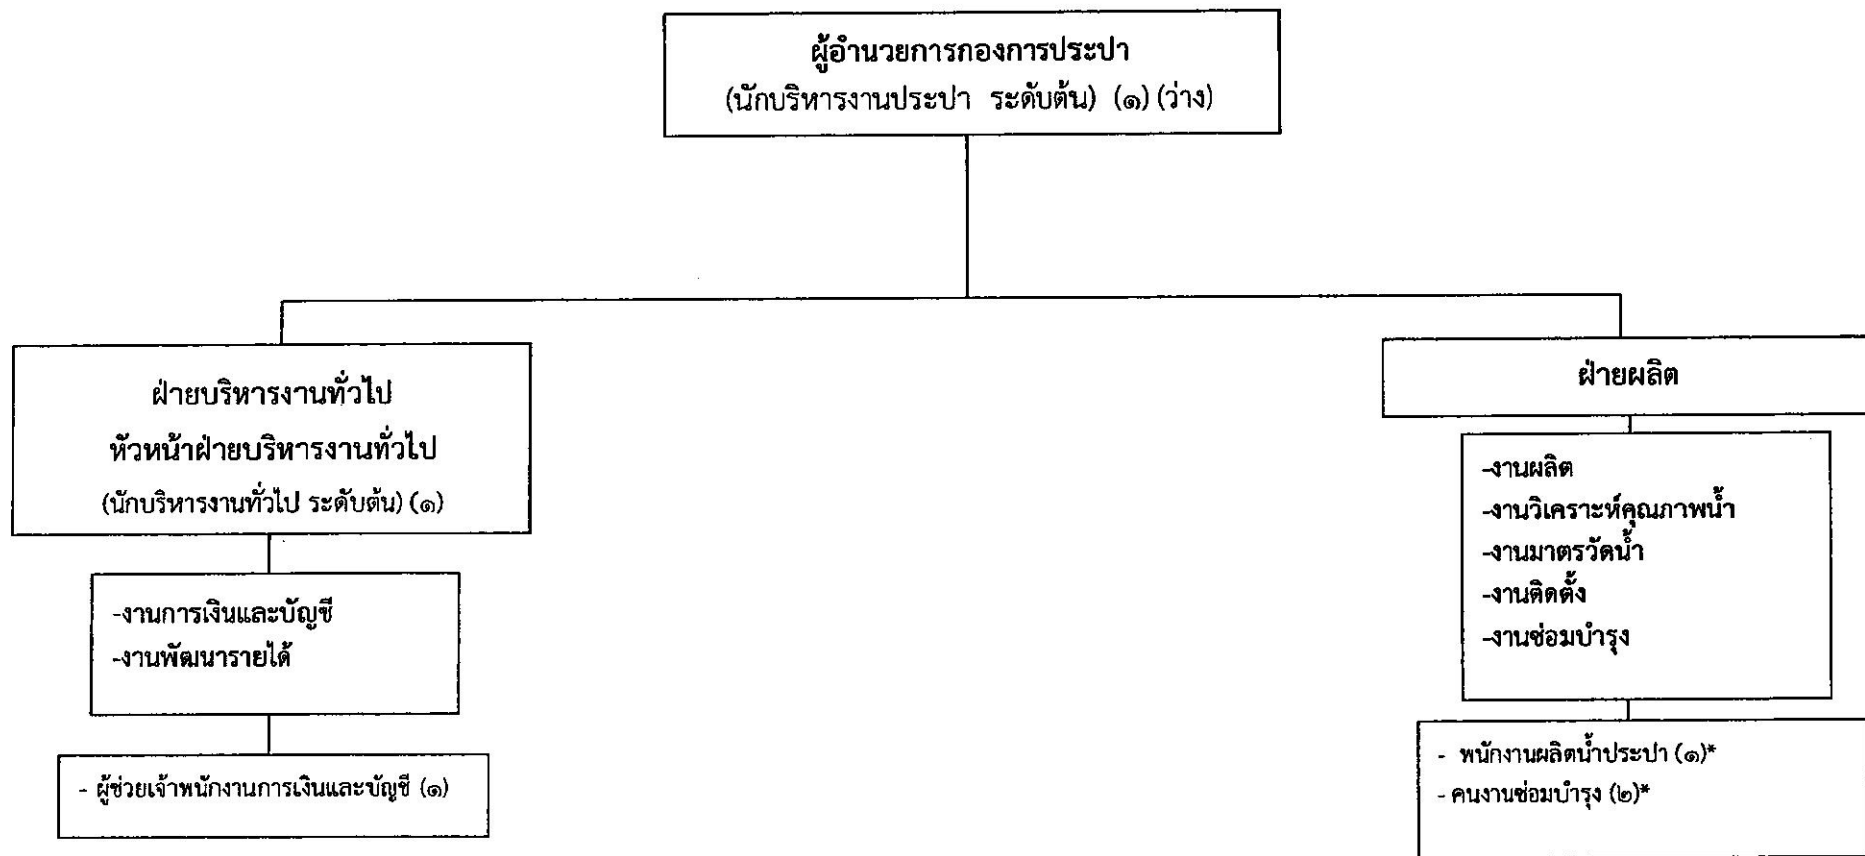 ผู้อำนวยการกองการประปา
(นักบริหารงานประปา ระดับต้น) (๑) (ว่าง)
ฝ่ายบริหารงานทั่วไป
หัวหน้าฝ่ายบริหารงานทั่วไป
(นักบริหารงานทั่วไป ระดับต้น) (๑)
-งานการเงินและบัญชี
-งานพัฒนารายได้
- ผู้ช่วยเจ้าพนักงานการเงินและบัญชี (๑)
ฝ่ายผลิต
-งานผลิต
-งานวิเคราะห์คุณภาพน้ำ
-งานมาตรวัดน้ำ
-งานติดตั้ง
-งานซ่อมบำรุง
- พนักงานผลิตน้ำประปา (๑)*
- คนงานซ่อมบำรุง (๒)*